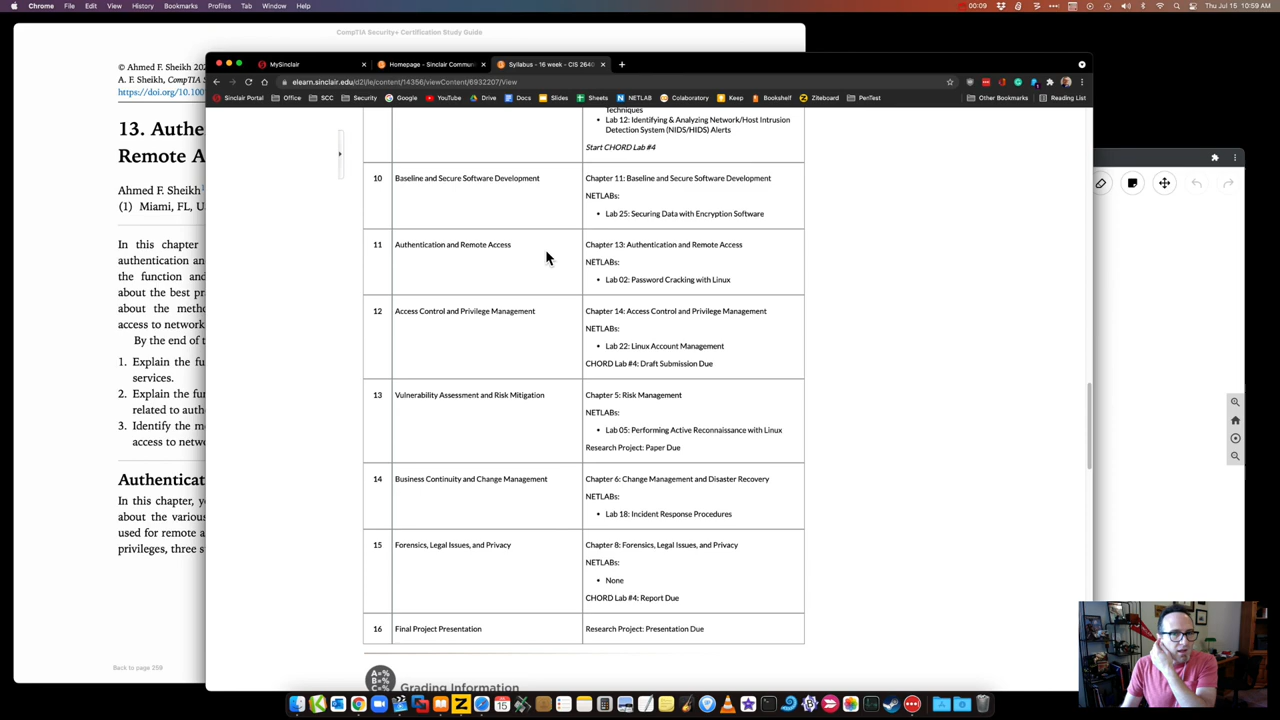 Chrome File Edit View History Bookmarks Profiles Tab Window Help
00:09
Thu Jul 15 10:59 AM
CompTIA Security+ Certification Study Guide
MySinclair
Homepage - Sinclair Commun
Syllabus - 16 week - CIS 2640
elearn.sinclair.edu/d2l/le/content/14356/viewContent/6932207/View
Sinclair Portal Office SCC Security Google YouTube Drive Docs Slides Sheets NETLAB Colaboratory Keep Bookshelf Ziteboard PeriTest Other Bookmarks Reading List
© Ahmed F. Sheikh 202
A. F. Sheikh, CompTIA S
https://doi.org/10.100
13. Authe
Remote A
Ahmed F. Sheikh1
(1) Miami, FL, U
In this chapter
authentication an
the function and
about the best pr
about the metho
access to network
By the end of t
1. Explain the fu
services.
2. Explain the fun
related to auth
3. Identify the m
access to netw
Authenticat
In this chapter, yo
about the various
used for remote a
privileges, three s
Back to page 259
Techniques
• Lab 12: Identifying & Analyzing Network/Host Intrusion
Detection System (NIDS/HIDS) Alerts
Start CHORD Lab #4
10 Baseline and Secure Software Development Chapter 11: Baseline and Secure Software Development
NETLABs:
• Lab 25: Securing Data with Encryption Software
11 Authentication and Remote Access Chapter 13: Authentication and Remote Access
NETLABs:
• Lab 02: Password Cracking with Linux
12 Access Control and Privilege Management Chapter 14: Access Control and Privilege Management
NETLABs:
• Lab 22: Linux Account Management
CHORD Lab #4: Draft Submission Due
13 Vulnerability Assessment and Risk Mitigation Chapter 5: Risk Management
NETLABs:
• Lab 05: Performing Active Reconnaissance with Linux
Research Project: Paper Due
14 Business Continuity and Change Management Chapter 6: Change Management and Disaster Recovery
NETLABs:
• Lab 18: Incident Response Procedures
15 Forensics, Legal Issues, and Privacy Chapter 8: Forensics, Legal Issues, and Privacy
NETLABs:
• None
CHORD Lab #4: Report Due
16 Final Project Presentation Research Project: Presentation Due
A=%
B=%
Grading Information